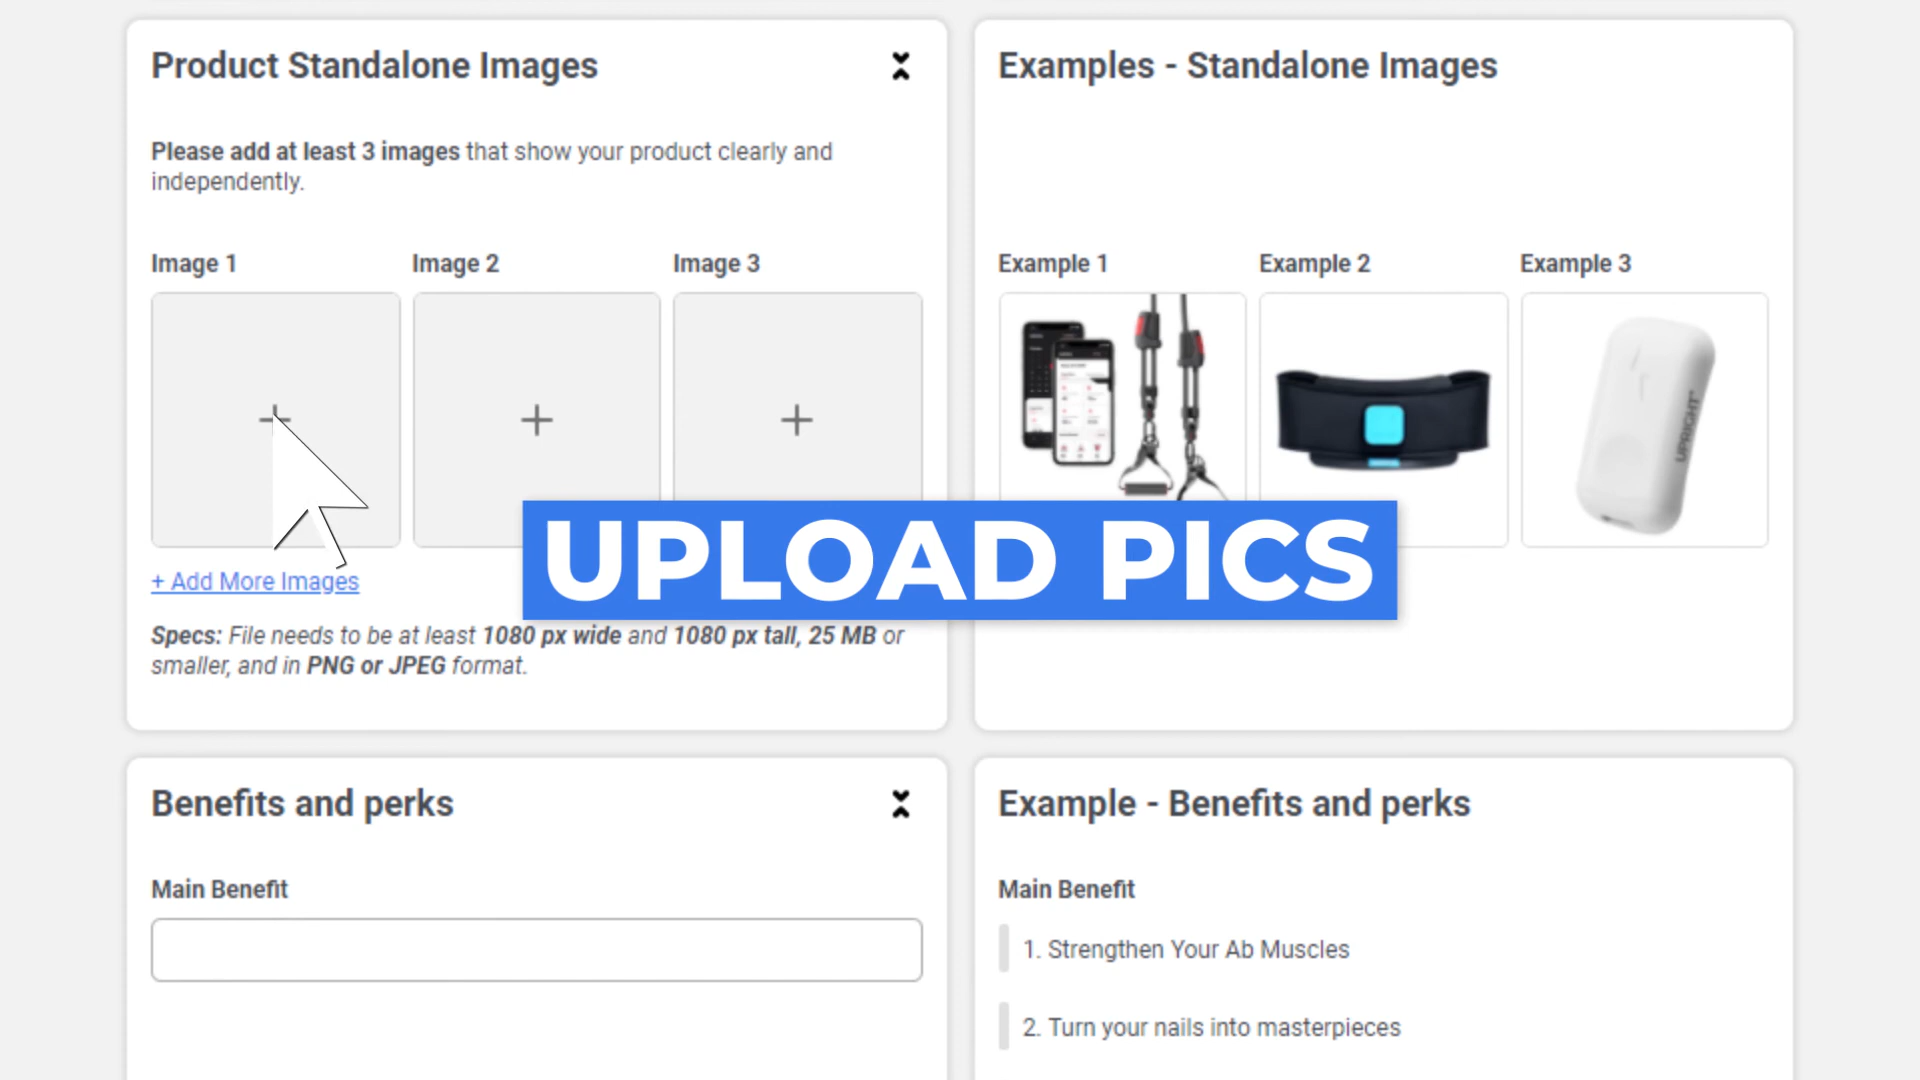 Product Standalone Images
Please add at least 3 images that show your product clearly and
independently.
Image 1
Image 2
Image 3
+ Add More Images
Specs: File needs to be at least 1080 px wide and 1080 px tall, 25 MB or
smaller, and in PNG or JPEG format.
Examples - Standalone Images
Example 1
Example 2
Example 3
UPRIGHT
UPLOAD PICS
Benefits and perks
Main Benefit
Example - Benefits and perks
Main Benefit
1. Strengthen Your Ab Muscles
2. Turn your nails into masterpieces